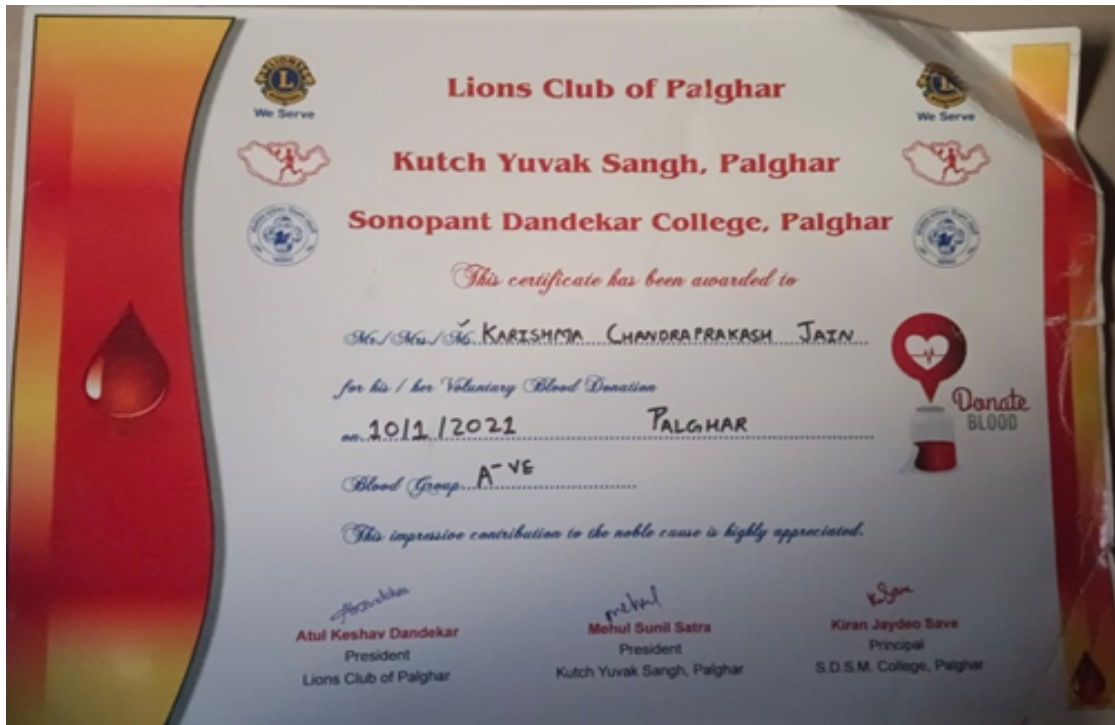 Lions Club of Palghar
We Serve
We Serve
Kutch Yuvak Sangh, Palghar
Sonopant Dandekar College, Palghar
This certificate has been awarded to
Mr./Mrs./Ms. KARISHMA CHANDRAPRAKASH JAIN
for his / her Voluntary Blood Donation
on 10/1/2021 PALGHAR
Donate
BLOOD
Blood Group A-VE
This impressive contribution to the noble cause is highly appreciated.
mehul
Atul Keshav Dandekar Mehul Sunil Satra Kiran Jaydeo Save
President President Principal
Lions Club of Palghar Kutch Yuvak Sangh, Palghar S.D.S.M. College, Palghar